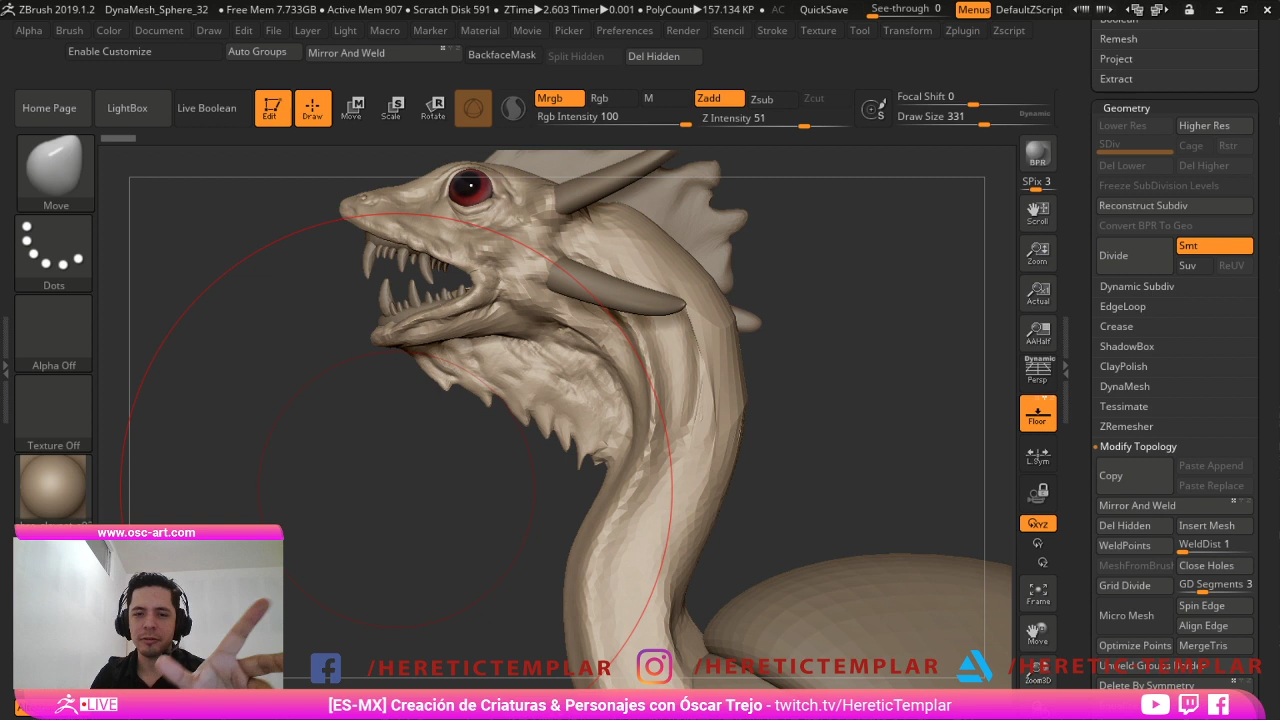 ZBrush 2019.1.2 DynaMesh_Sphere_32 • Free Mem 7.733GB • Active Mem 907 • Scratch Disk 591 • ZTime▶2.603 Timer▶0.001 • PolyCount▶157.134 KP • AC QuickSave See-through 0 Menus DefaultZScript
Alpha Brush Color Document Draw Edit File Layer Light Macro Marker Material Movie Picker Preferences Render Stencil Stroke Texture Tool Transform Zplugin Zscript
Enable Customize Auto Groups Mirror And Weld BackfaceMask Split Hidden Del Hidden
Home Page LightBox Live Boolean Edit Draw Move Scale Rotate
Mrgb Rgb M Zadd Zsub Zcut Focal Shift 0
Rgb Intensity 100 Z Intensity 51 Draw Size 331 Dynamic
Move
Dots
Alpha Off
Texture Off
BPR
SPix 3
Scroll
Zoom
Actual
AAHalf
Dynamic
Persp
Floor
L.Sym
XYZ
Frame
Move
Zoom3D
Remesh
Project
Extract
Geometry
Lower Res Higher Res
SDiv Cage Rstr
Del Lower Del Higher
Freeze SubDivision Levels
Reconstruct Subdiv
Convert BPR To Geo
Divide Smt
Suv ReUV
Dynamic Subdiv
EdgeLoop
Crease
ShadowBox
ClayPolish
DynaMesh
Tessimate
ZRemesher
Modify Topology
Copy Paste Append
Paste Replace
Mirror And Weld
Del Hidden Insert Mesh
WeldPoints WeldDist 1
MeshFromBrush Close Holes
Grid Divide GD Segments 3
Micro Mesh Spin Edge
Align Edge
Optimize Points MergeTris
Unweld Groups Border
Delete By Symmetry
www.osc-art.com
/HERETICTEMPLAR /HERETICTEMPLAR /HERETICTEMPLAR
LIVE [ES-MX] Creación de Criaturas & Personajes con Óscar Trejo - twitch.tv/HereticTemplar